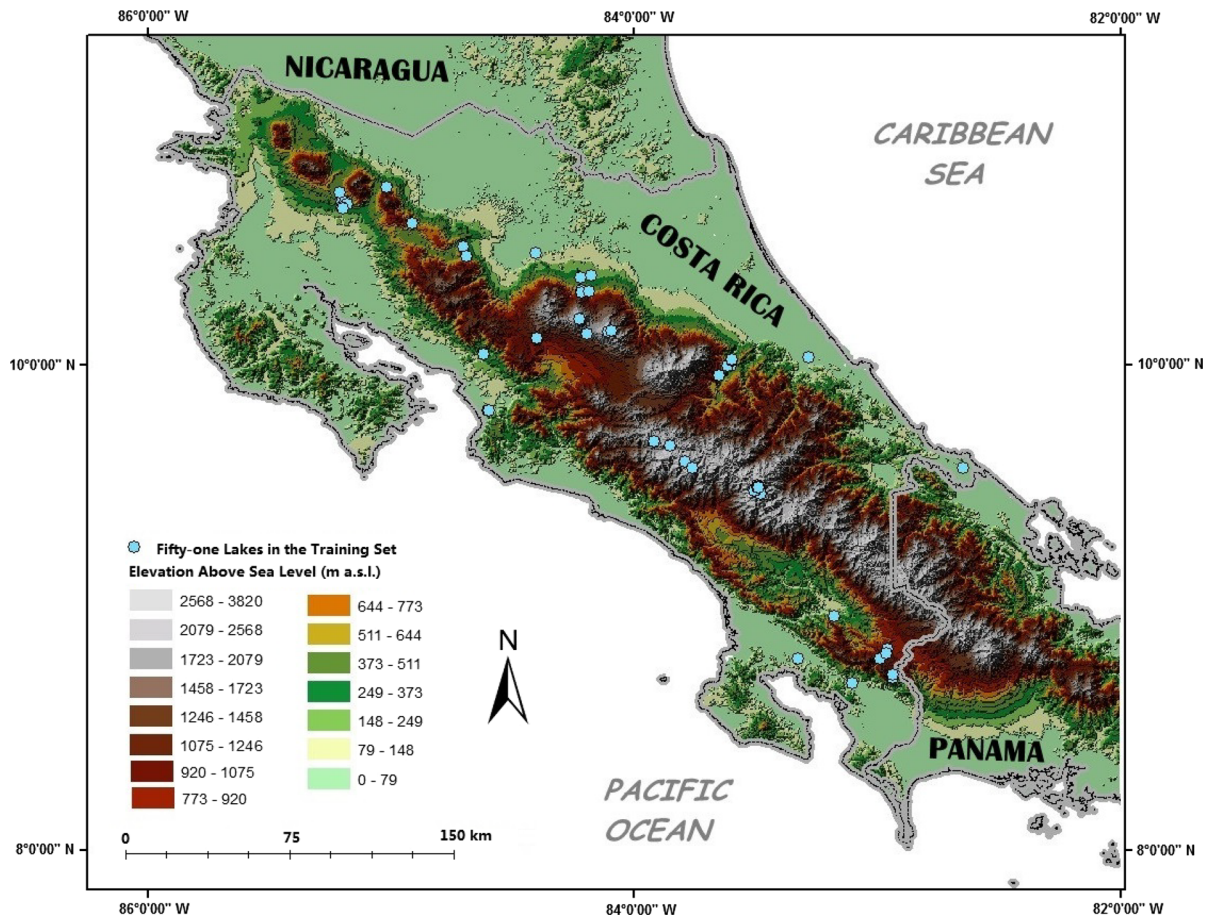 86°0'00" W
84°0'00" W
82°0'00" W
NICARAGUA
CARIBBEAN
SEA
COSTA RICA
10°0'00" N
10°0'00" N
Fifty-one Lakes in the Training Set
Elevation Above Sea Level (m a.s.l.)
2568 - 3820
2079 - 2568
1723 - 2079
1458 - 1723
1246 - 1458
1075 - 1246
920 - 1075
773 - 920
644 - 773
511 - 644
373 - 511
249 - 373
148 - 249
79 - 148
0 - 79
N
PANAMA
PACIFIC
OCEAN
0
75
150 km
8°0'00" N
8°0'00" N
86°0'00" W
84°0'00" W
82°0'00" W